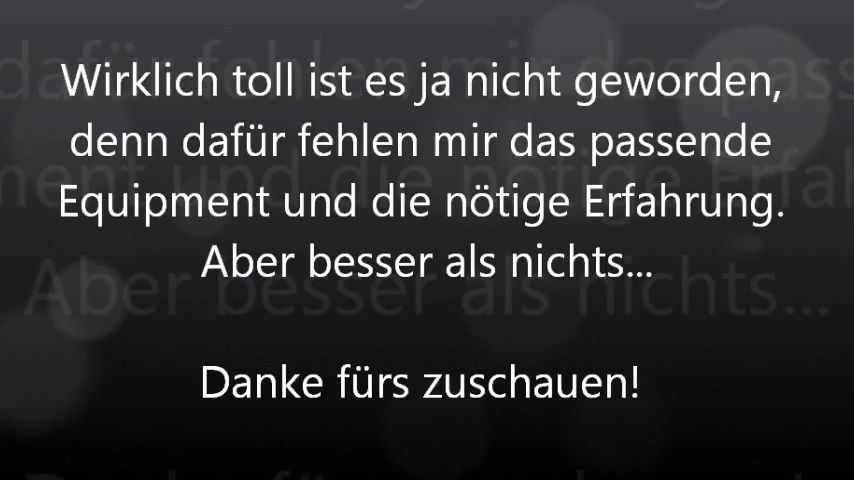 Wirklich toll ist es ja nicht geworden,
denn dafür fehlen mir das passende
Equipment und die nötige Erfahrung.
Aber besser als nichts...
Danke fürs zuschauen!